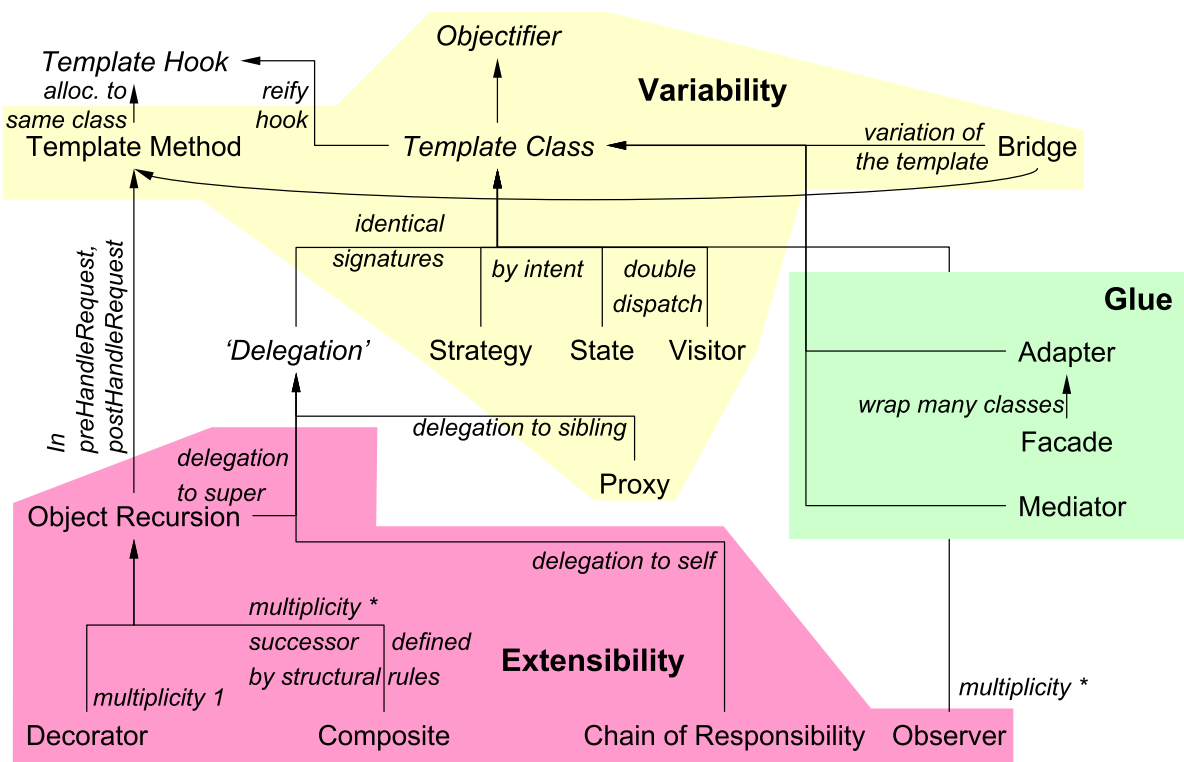 Objectifier
Template Hook
alloc. to
same class
reify
hook
Variability
Template Method
Template Class
variation of
the template
Bridge
identical
signatures
by intent
double
dispatch
In
preHandleRequest,
postHandleRequest
Glue
‘Delegation’
Strategy
State
Visitor
Adapter
wrap many classes
delegation to sibling
Facade
delegation
to super
Proxy
Object Recursion
Mediator
delegation to self
multiplicity *
successor defined
by structural rules
Extensibility
multiplicity 1
multiplicity *
Decorator
Composite
Chain of Responsibility
Observer